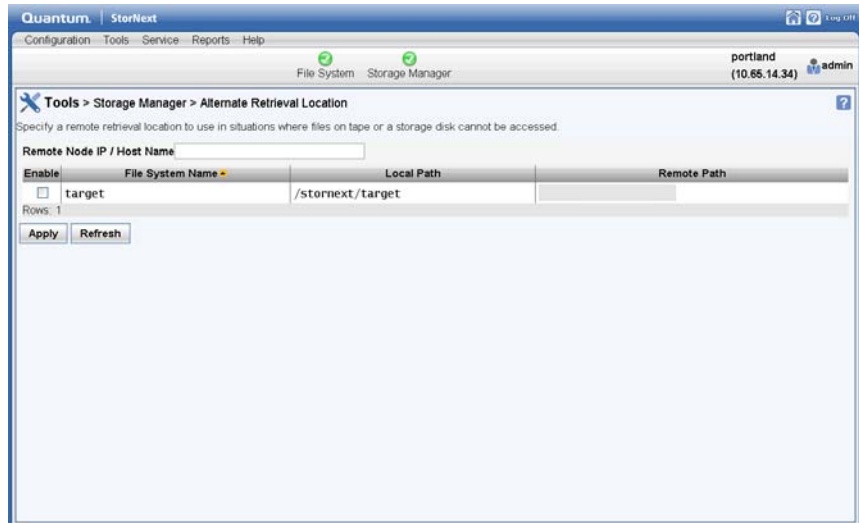 Quantum. StorNext Log Off
Configuration Tools Service Reports Help
File System Storage Manager portland (10.65.14.34) admin
Tools > Storage Manager > Alternate Retrieval Location
Specify a remote retrieval location to use in situations where files on tape or a storage disk cannot be accessed.
Remote Node IP / Host Name
Enable File System Name Local Path Remote Path
target /stornext/target
Rows: 1
Apply Refresh